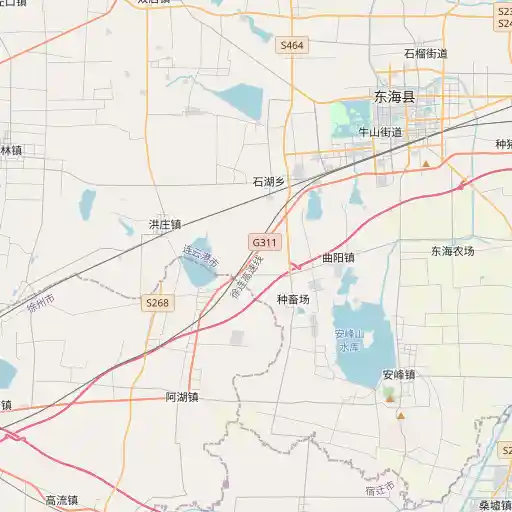 双店镇
S464
石榴街道
东海县
牛山街道
林镇
石湖乡
洪庄镇
G311
连云港市
曲阳镇
东海农场
徐连高速线
徐州市
S268
种畜场
安峰山
水库
安峰镇
阿湖镇
镇
宿迁市
高流镇
桑墟镇